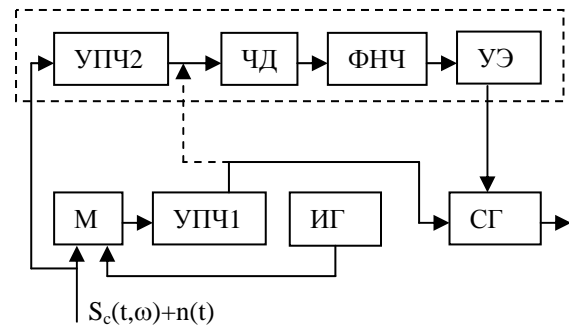 УПЧ2
ЧД
ФНЧ
УЭ
М
УПЧ1
ИГ
СГ
Sc(t,ω)+n(t)